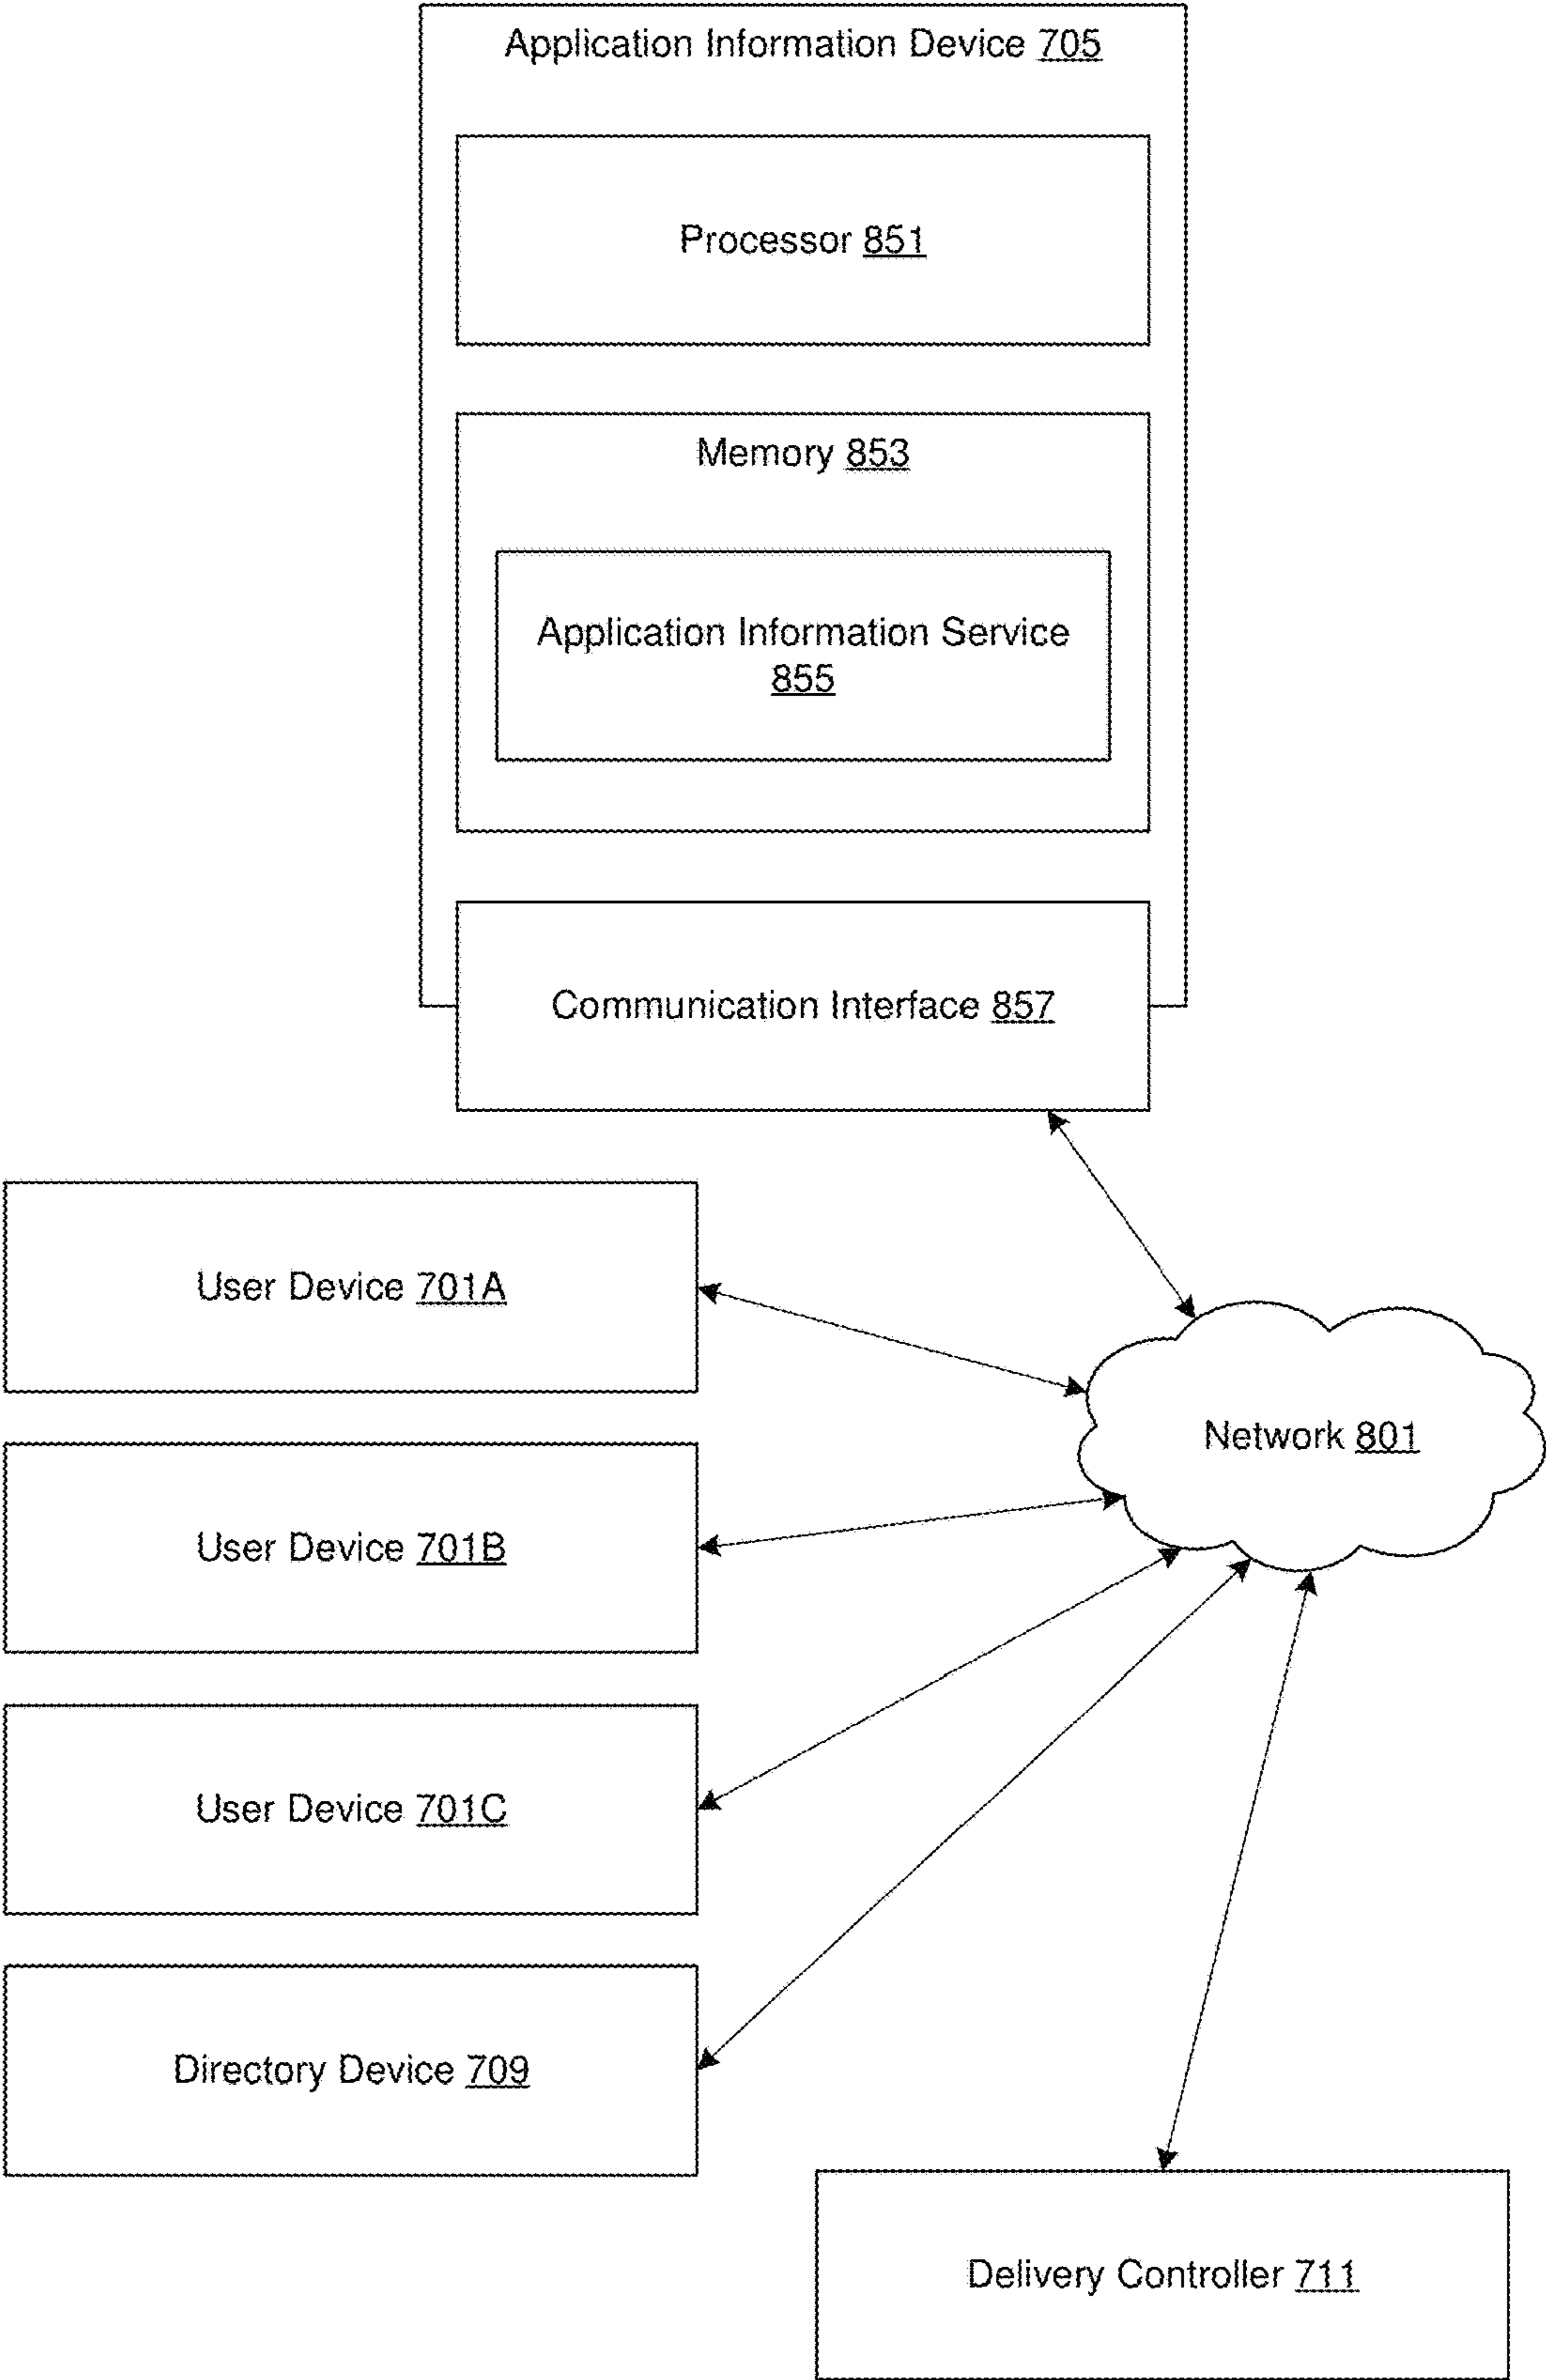 Application Information Device 705
Processor 851
Memory 853
Application Information Service
855
Communication Interface 857
User Device 701A
Network 801
User Device 701B
User Device 701C
Directory Device 709
Delivery Controller 711